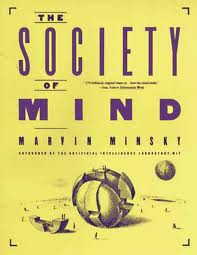 THE
SOCIETY
OF
MIND
MARVIN MINSKY
COFOUNDER OF THE ARTIFICIAL INTELLIGENCE LABORATORY, MIT